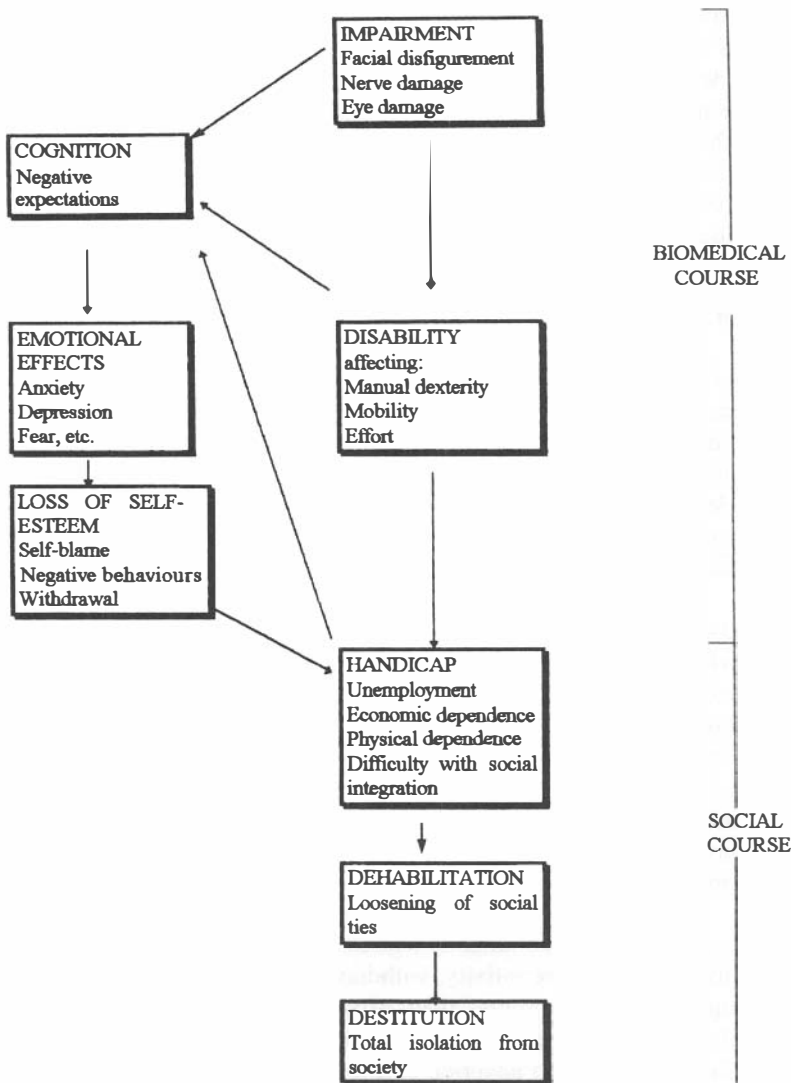 IMPAIRMENT
Facial disfigurement
Nerve damage
Eye damage
COGNITION
Negative
expectations
BIOMEDICAL
COURSE
EMOTIONAL
EFFECTS
Anxiety
Depression
Fear, etc.
DISABILITY
affecting:
Manual dexterity
Mobility
Effort
LOSS OF SELF-
ESTEEM
Self-blame
Negative behaviours
Withdrawal
HANDICAP
Unemployment
Economic dependence
Physical dependence
Difficulty with social
integration
SOCIAL
COURSE
DEHABILITATION
Loosening of social
ties
DESTITUTION
Total isolation from
society